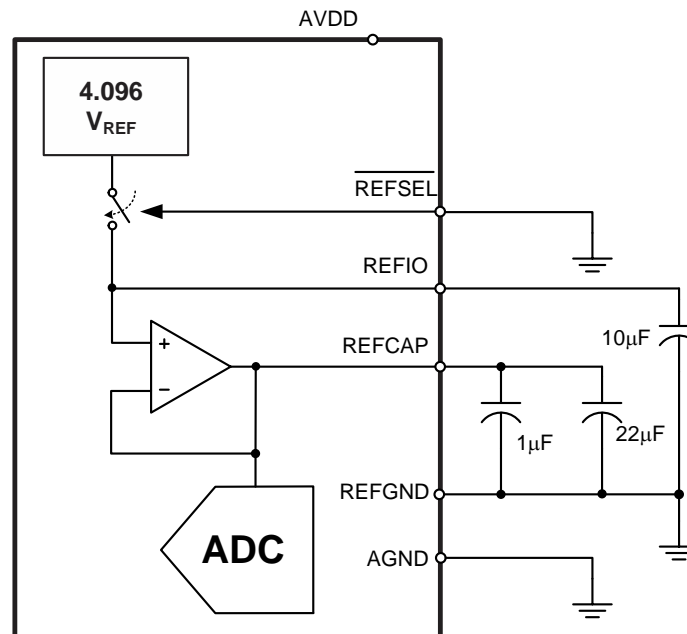 AVDD
4.096
VREF
REFSEL
REFIO
10µF
REFCAP
+
−
1µF
22µF
REFGND
ADC
AGND